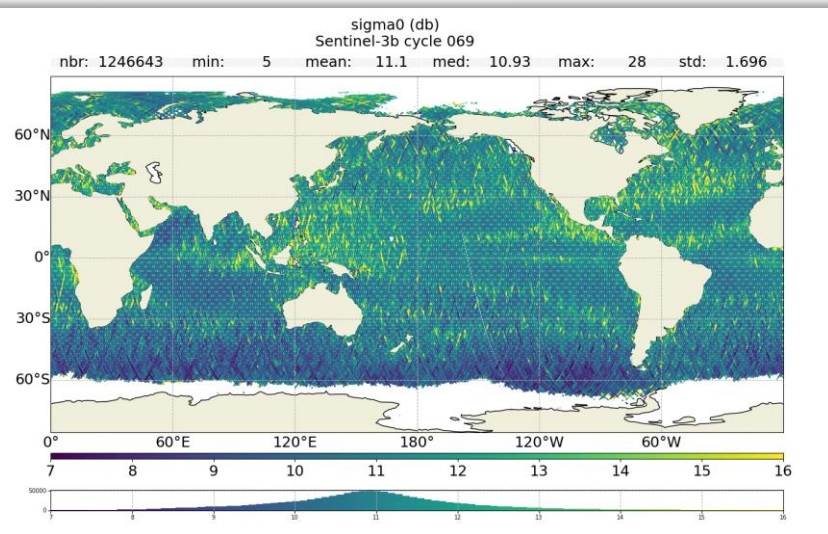 sigma0 (db)
Sentinel-3b cycle 069
nbr: 1246643 min: 5 mean: 11.1 med: 10.93 max: 28 std: 1.696
60°N
30°N
0°
30°S
60°S
0° 60°E 120°E 180° 120°W 60°W
7 8 9 10 11 12 13 14 15 16
50000
0
7 8 9 10 11 12 13 14 15 16